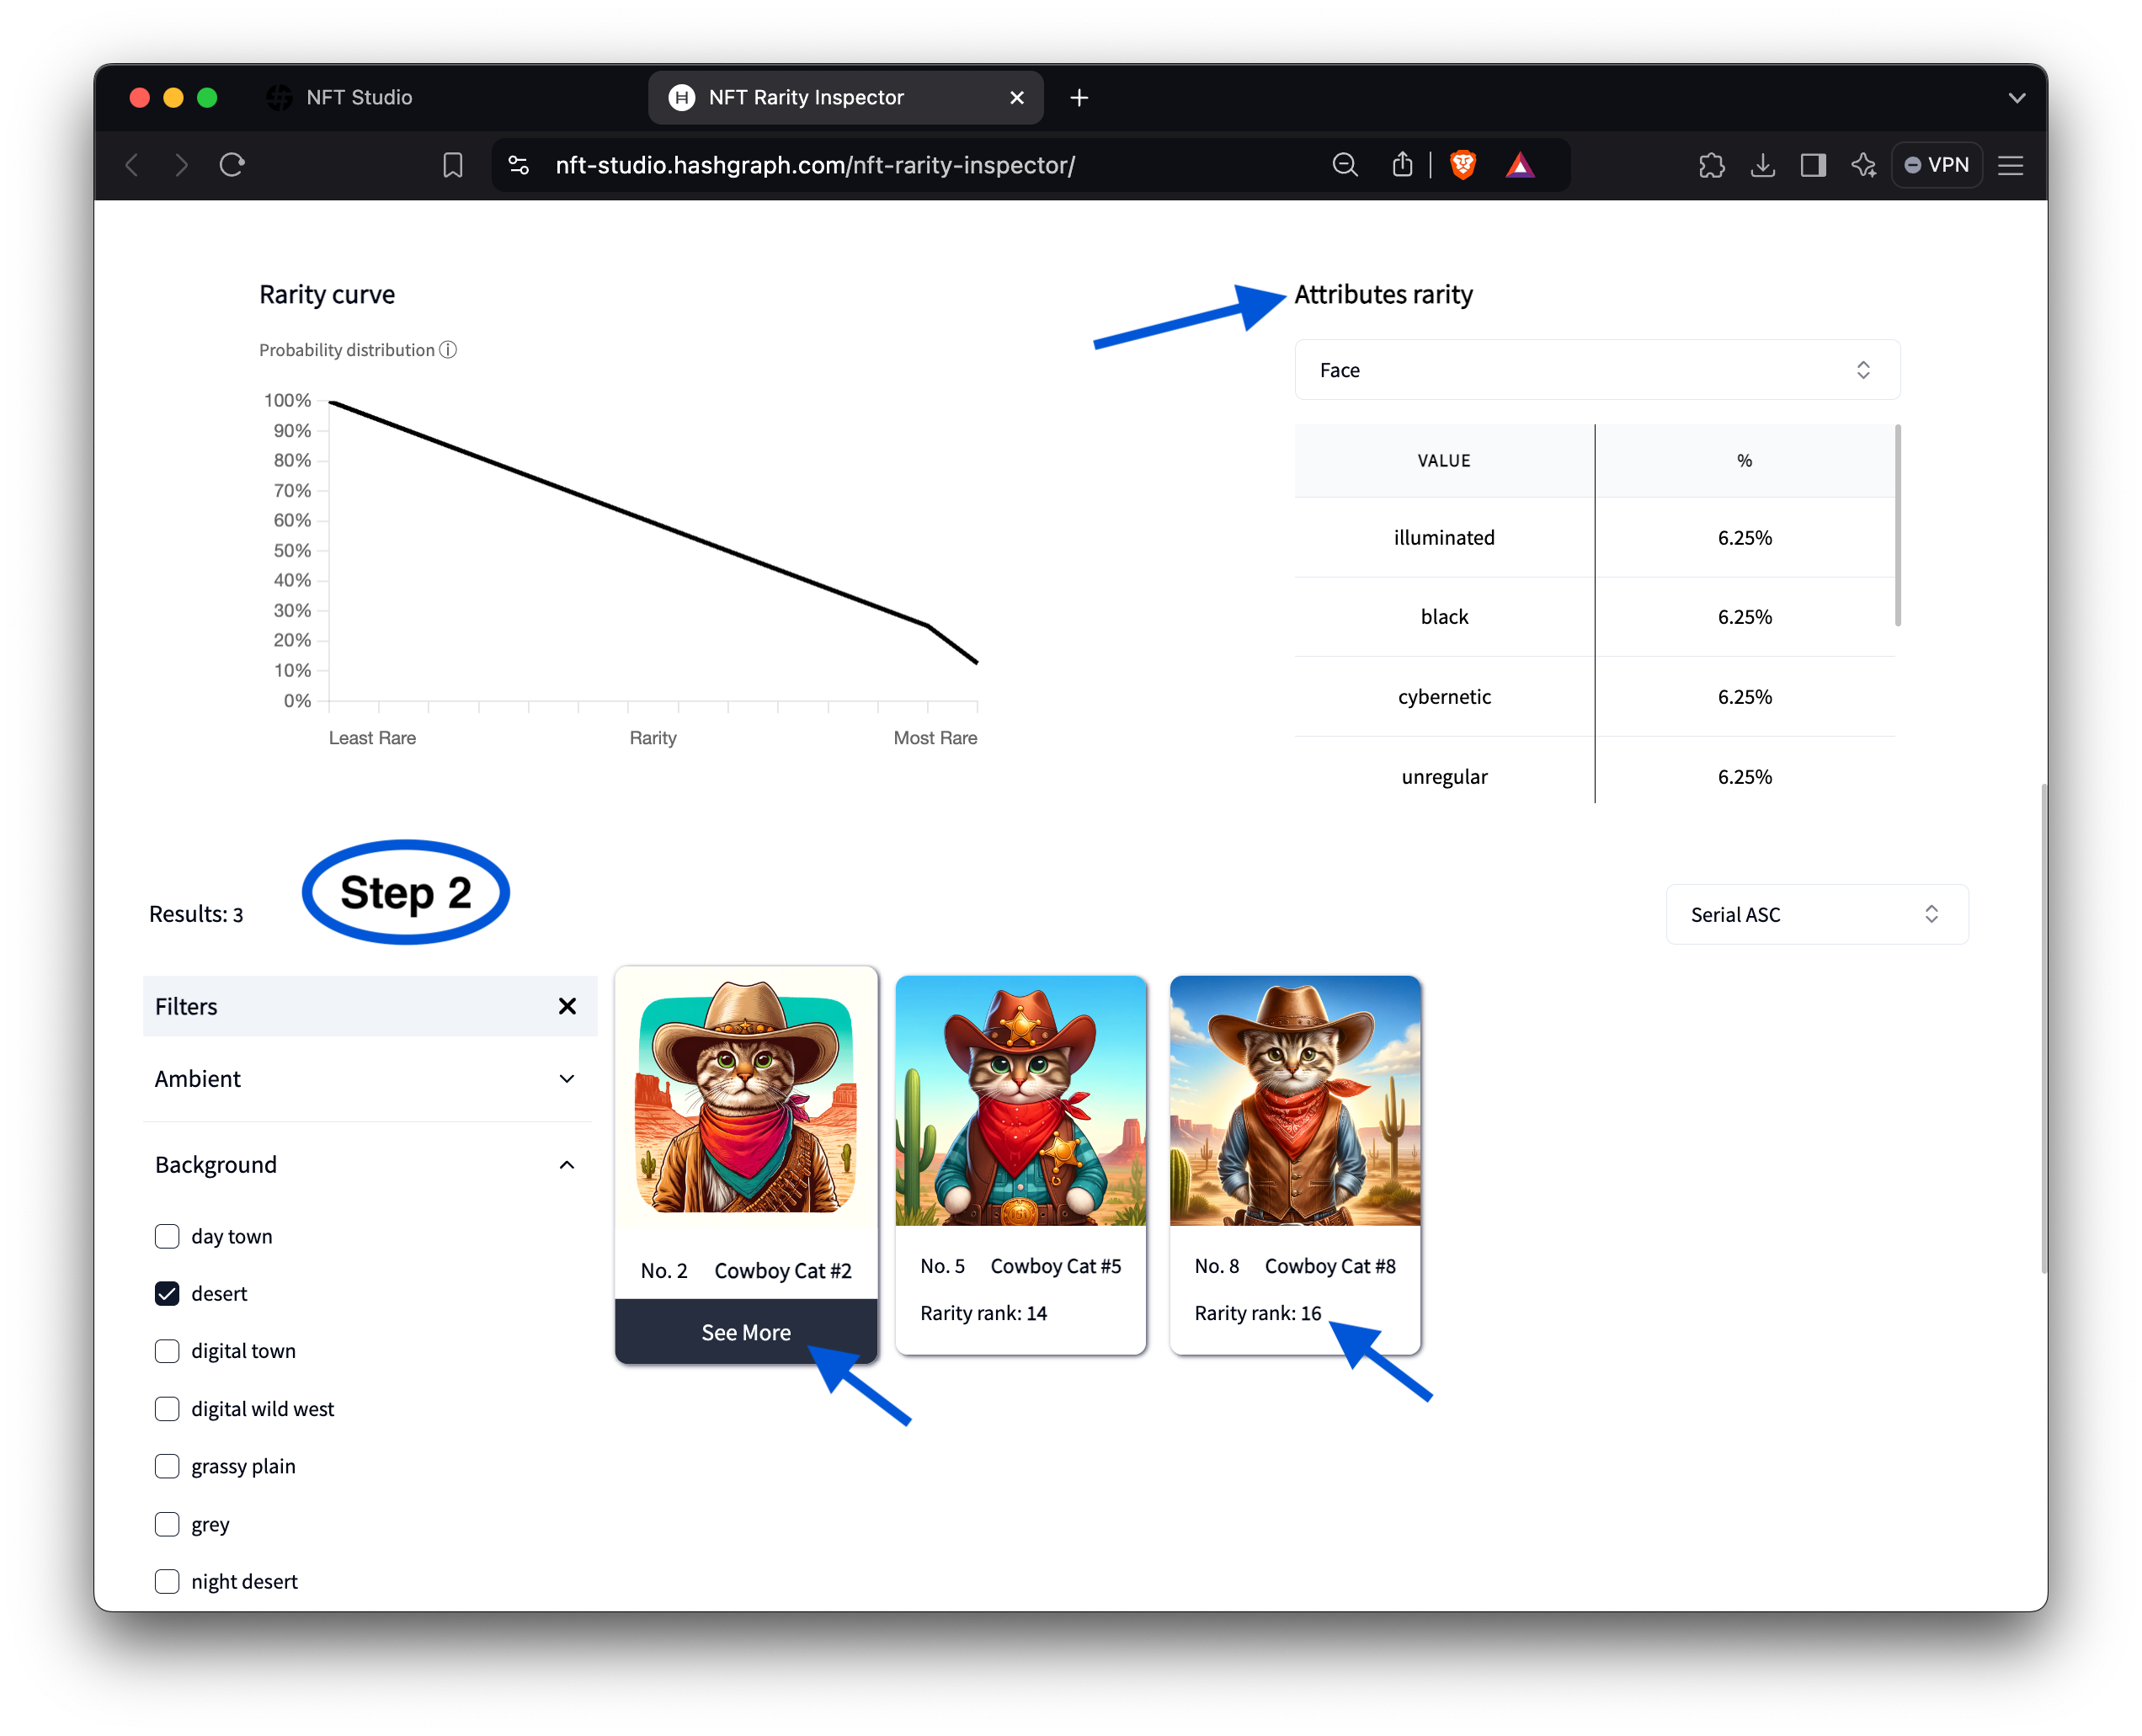 NFT Studio
NFT Rarity Inspector
nft-studio.hashgraph.com/nft-rarity-inspector/
VPN
Rarity curve
Probability distribution
100%
90%
80%
70%
60%
50%
40%
30%
20%
10%
0%
Least Rare Rarity Most Rare
Attributes rarity
Face
VALUE %
illuminated 6.25%
black 6.25%
cybernetic 6.25%
unregular 6.25%
Step 2
Results: 3
Serial ASC
Filters
Ambient
Background
day town
desert
digital town
digital wild west
grassy plain
grey
night desert
No. 2 Cowboy Cat #2
See More
No. 5 Cowboy Cat #5
Rarity rank: 14
No. 8 Cowboy Cat #8
Rarity rank: 16